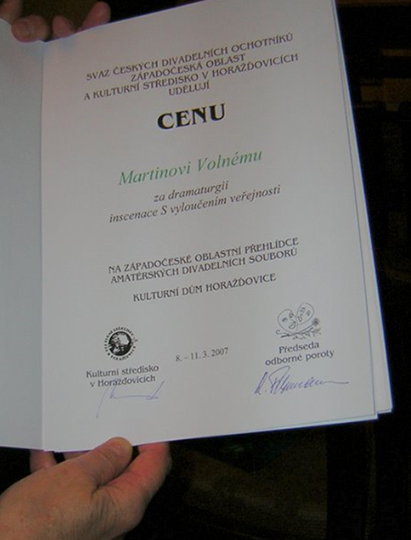 SVAZ ČESKÝCH DIVADELNÍCH OCHOTNÍKŮ
ZÁPADOČESKÁ OBLAST
A KULTURNÍ STŘEDISKO V HORAŽĎOVICÍCH
UDĚLUJÍ
CENU
Martinovi Volnému
za dramaturgii
inscenace S vyloučením veřejnosti
NA ZÁPADOČESKÉ OBLASTNÍ PŘEHLÍDCE
AMATÉRSKÝCH DIVADELNÍCH SOUBORŮ
KULTURNÍ DŮM HORAŽĎOVICE
8. – 11. 3. 2007
Kulturní středisko
v Horažďovicích
Předseda
odborné poroty